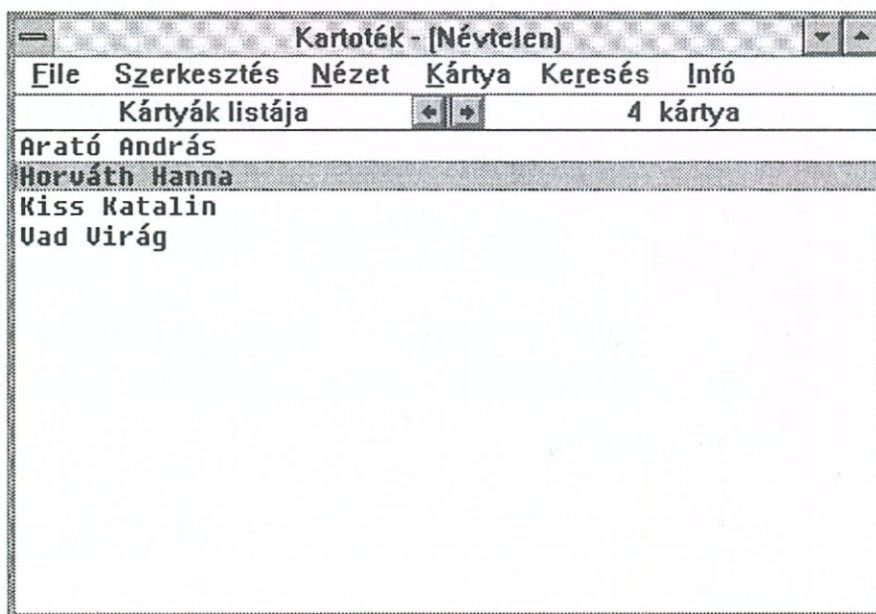 Kartoték - (Névtelen)
File Szerkesztés Nézet Kártya Keresés Infó
Kártyák listája 4 kártya
Arató András
Horváth Hanna
Kiss Katalin
Vad Virág